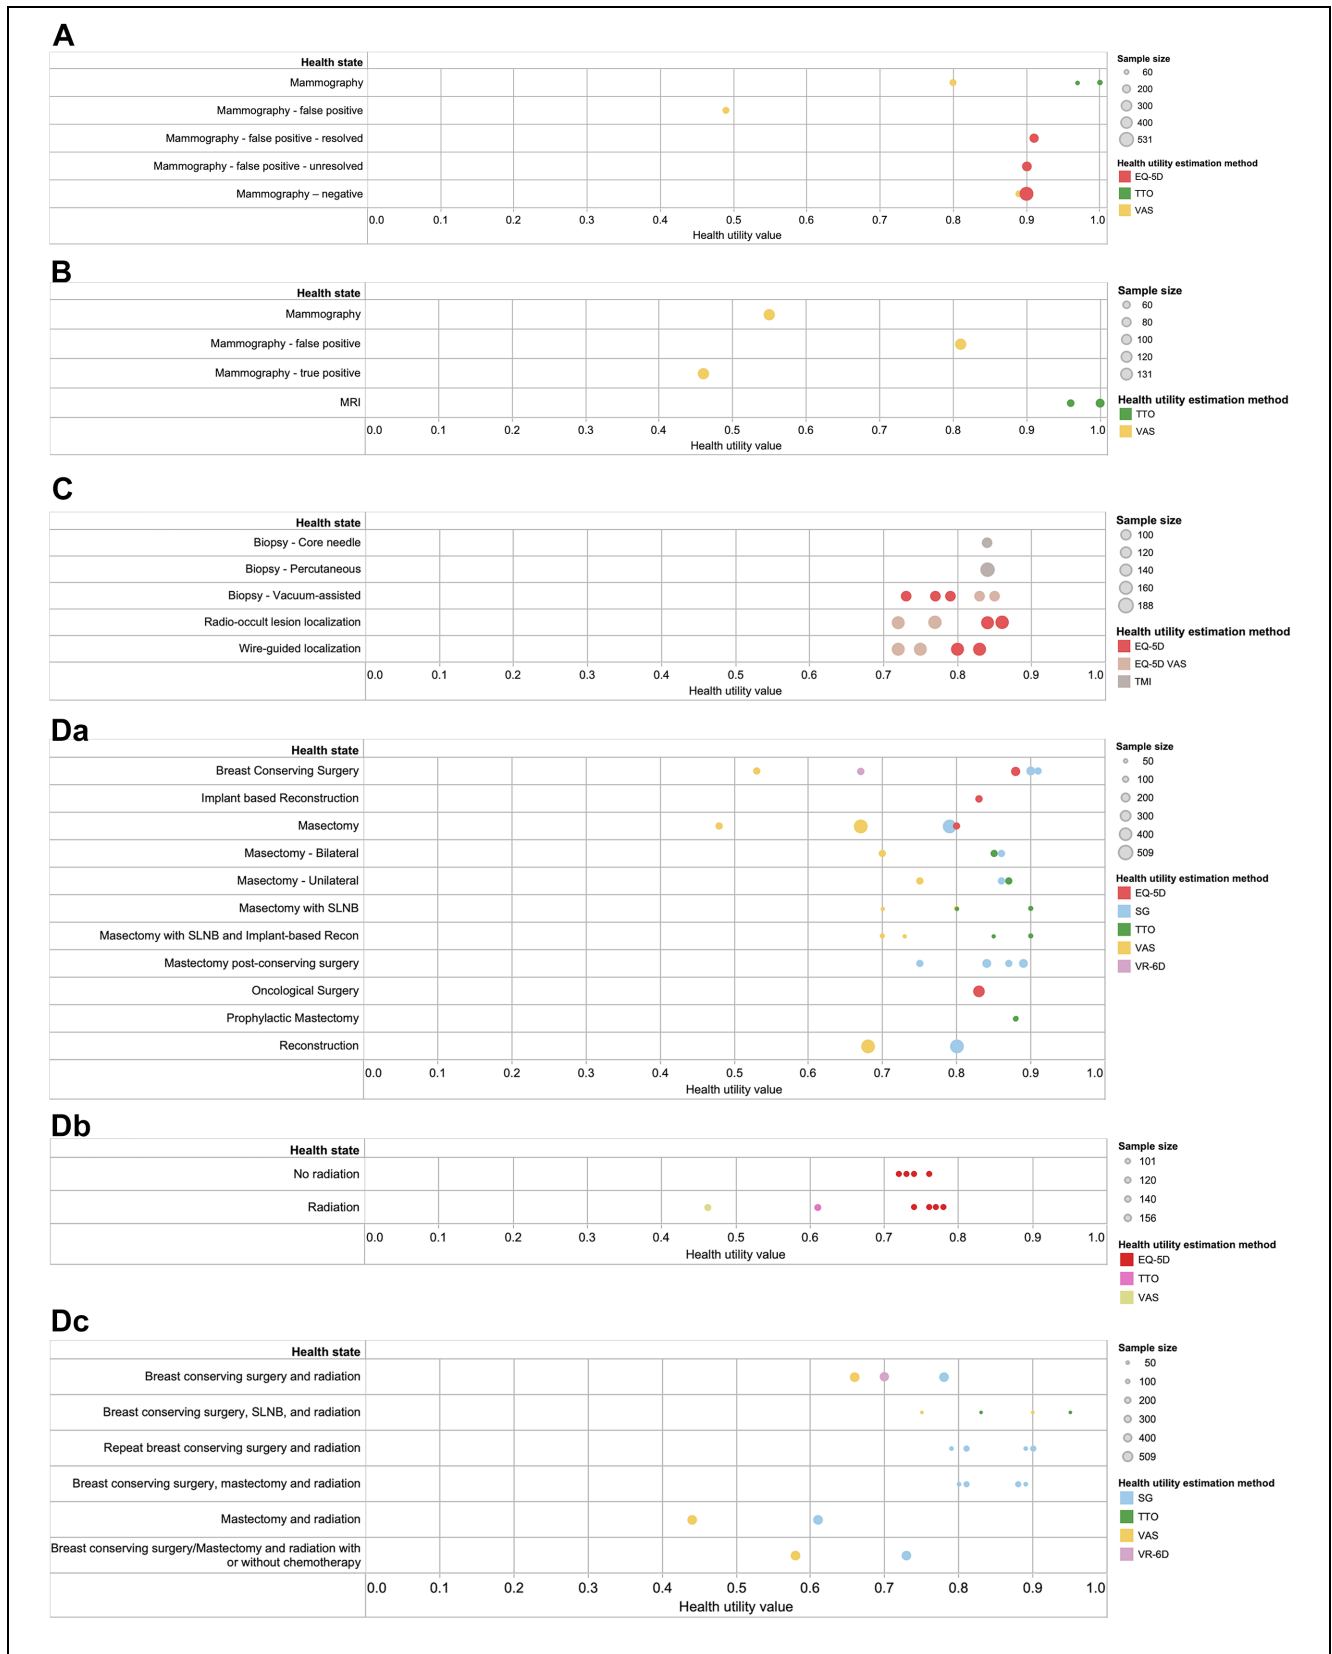 A
Health state
Mammography
Mammography - false positive
Mammography - false positive - resolved
Mammography - false positive - unresolved
Mammography – negative
0.0 0.1 0.2 0.3 0.4 0.5 0.6 0.7 0.8 0.9 1.0
Health utility value
Sample size
60
200
300
400
531
Health utility estimation method
EQ-5D
TTO
VAS
B
Health state
Mammography
Mammography - false positive
Mammography - true positive
MRI
0.0 0.1 0.2 0.3 0.4 0.5 0.6 0.7 0.8 0.9 1.0
Health utility value
Sample size
60
80
100
120
131
Health utility estimation method
TTO
VAS
C
Health state
Biopsy - Core needle
Biopsy - Percutaneous
Biopsy - Vacuum-assisted
Radio-occult lesion localization
Wire-guided localization
0.0 0.1 0.2 0.3 0.4 0.5 0.6 0.7 0.8 0.9 1.0
Health utility value
Sample size
100
120
140
160
188
Health utility estimation method
EQ-5D
EQ-5D VAS
TMI
Da
Health state
Breast Conserving Surgery
Implant based Reconstruction
Masectomy
Masectomy - Bilateral
Masectomy - Unilateral
Masectomy with SLNB
Masectomy with SLNB and Implant-based Recon
Mastectomy post-conserving surgery
Oncological Surgery
Prophylactic Mastectomy
Reconstruction
0.0 0.1 0.2 0.3 0.4 0.5 0.6 0.7 0.8 0.9 1.0
Health utility value
Sample size
50
100
200
300
400
509
Health utility estimation method
EQ-5D
SG
TTO
VAS
VR-6D
Db
Health state
No radiation
Radiation
0.0 0.1 0.2 0.3 0.4 0.5 0.6 0.7 0.8 0.9 1.0
Health utility value
Sample size
101
120
140
156
Health utility estimation method
EQ-5D
TTO
VAS
Dc
Health state
Breast conserving surgery and radiation
Breast conserving surgery, SLNB, and radiation
Repeat breast conserving surgery and radiation
Breast conserving surgery, mastectomy and radiation
Mastectomy and radiation
Breast conserving surgery/Mastectomy and radiation with
or without chemotherapy
0.0 0.1 0.2 0.3 0.4 0.5 0.6 0.7 0.8 0.9 1.0
Health utility value
Sample size
50
100
200
300
400
509
Health utility estimation method
SG
TTO
VAS
VR-6D